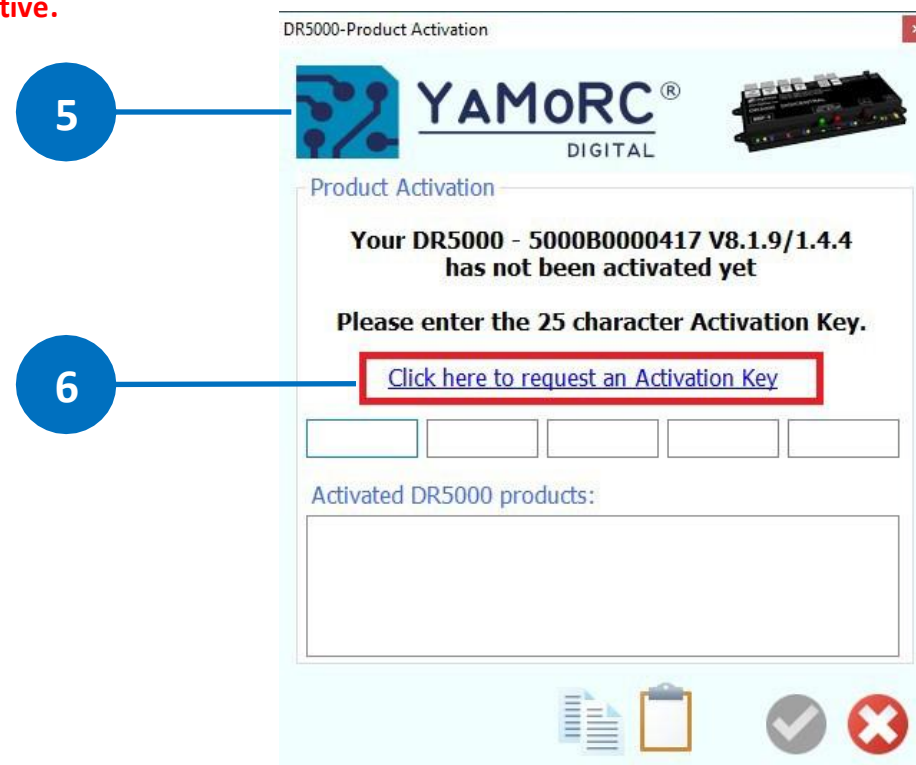 tive.
DR5000-Product Activation
5
YAMORC®
DIGITAL
Product Activation
Your DR5000 - 5000B0000417 V8.1.9/1.4.4
has not been activated yet
Please enter the 25 character Activation Key.
6
Click here to request an Activation Key
Activated DR5000 products: